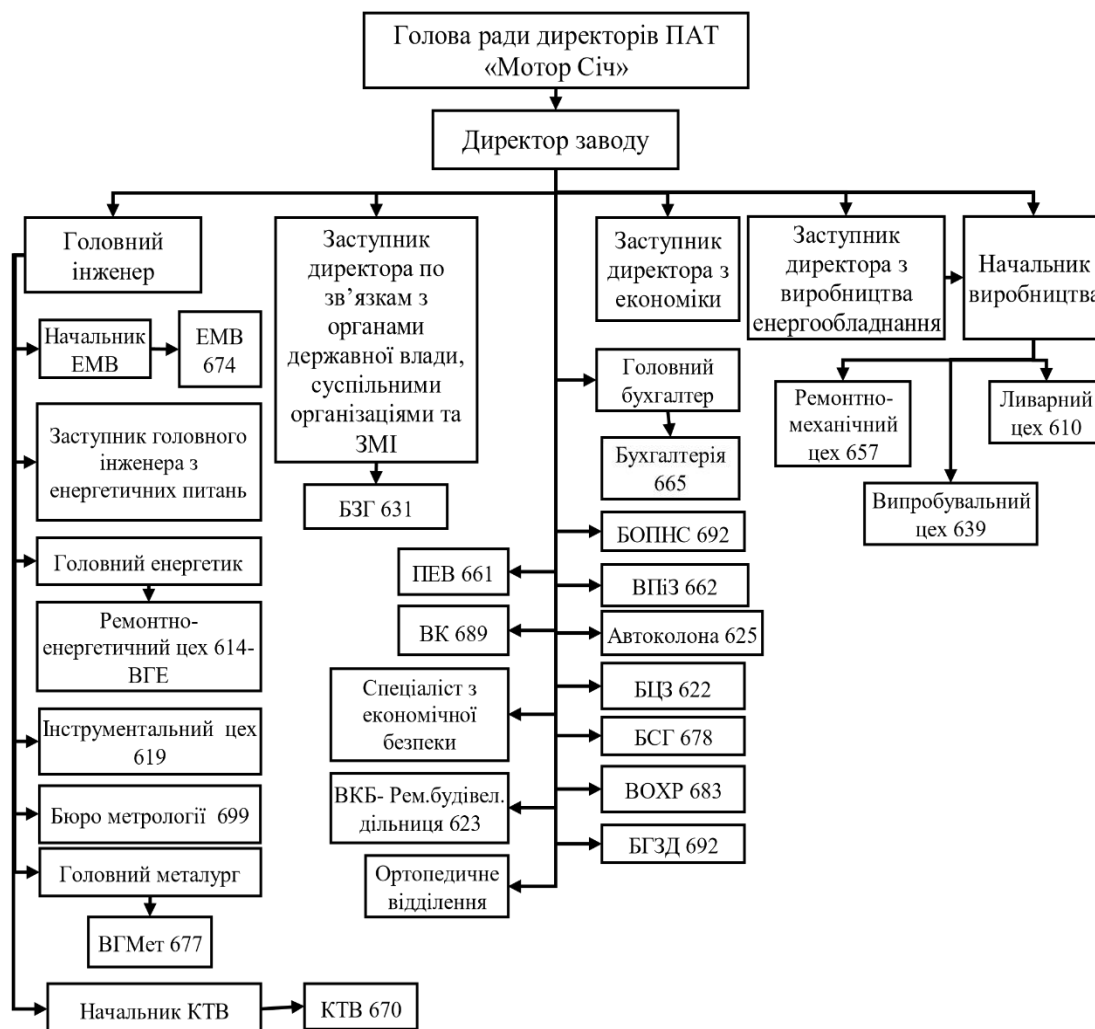 Голова ради директорів ПАТ
«Мотор Січ»
Директор заводу
Головний
інженер
Заступник
директора по
зв’язкам з
органами
державної влади,
суспільними
організаціями та
ЗМІ
Заступник
директора з
економіки
Заступник
директора з
виробництва
енергообладнання
Начальник
виробництва
Начальник
ЕМВ
ЕМВ
674
Заступник головного
інженера з
енергетичних питань
Головний енергетик
Ремонтно-
енергетичний цех 614-
ВГЕ
Інструментальний цех
619
Бюро метрології 699
Головний металург
ВГМет 677
Начальник КТВ
КТВ 670
БЗГ 631
ПЕВ 661
ВК 689
Спеціаліст з
економічної
безпеки
ВКБ- Рем.будівел.
дільниця 623
Ортопедичне
відділення
Головний
бухгалтер
Бухгалтерія
665
БОПНС 692
ВПіЗ 662
Автоколона 625
БЦЗ 622
БСГ 678
ВОХР 683
БГЗД 692
Ремонтно-
механічний
цех 657
Ливарний
цех 610
Випробувальний
цех 639